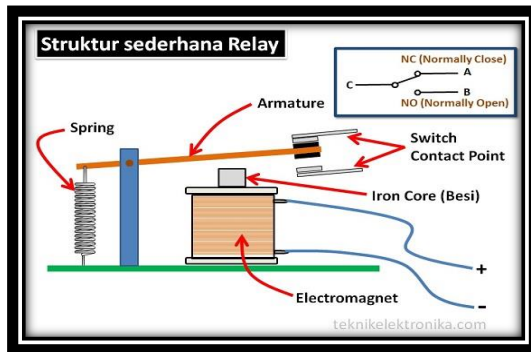 Struktur sederhana Relay
NC (Normally Close)
C
A
B
NO (Normally Open)
Armature
Spring
Switch
Contact Point
Iron Core (Besi)
+
Electromagnet
-
teknikelektronika.com